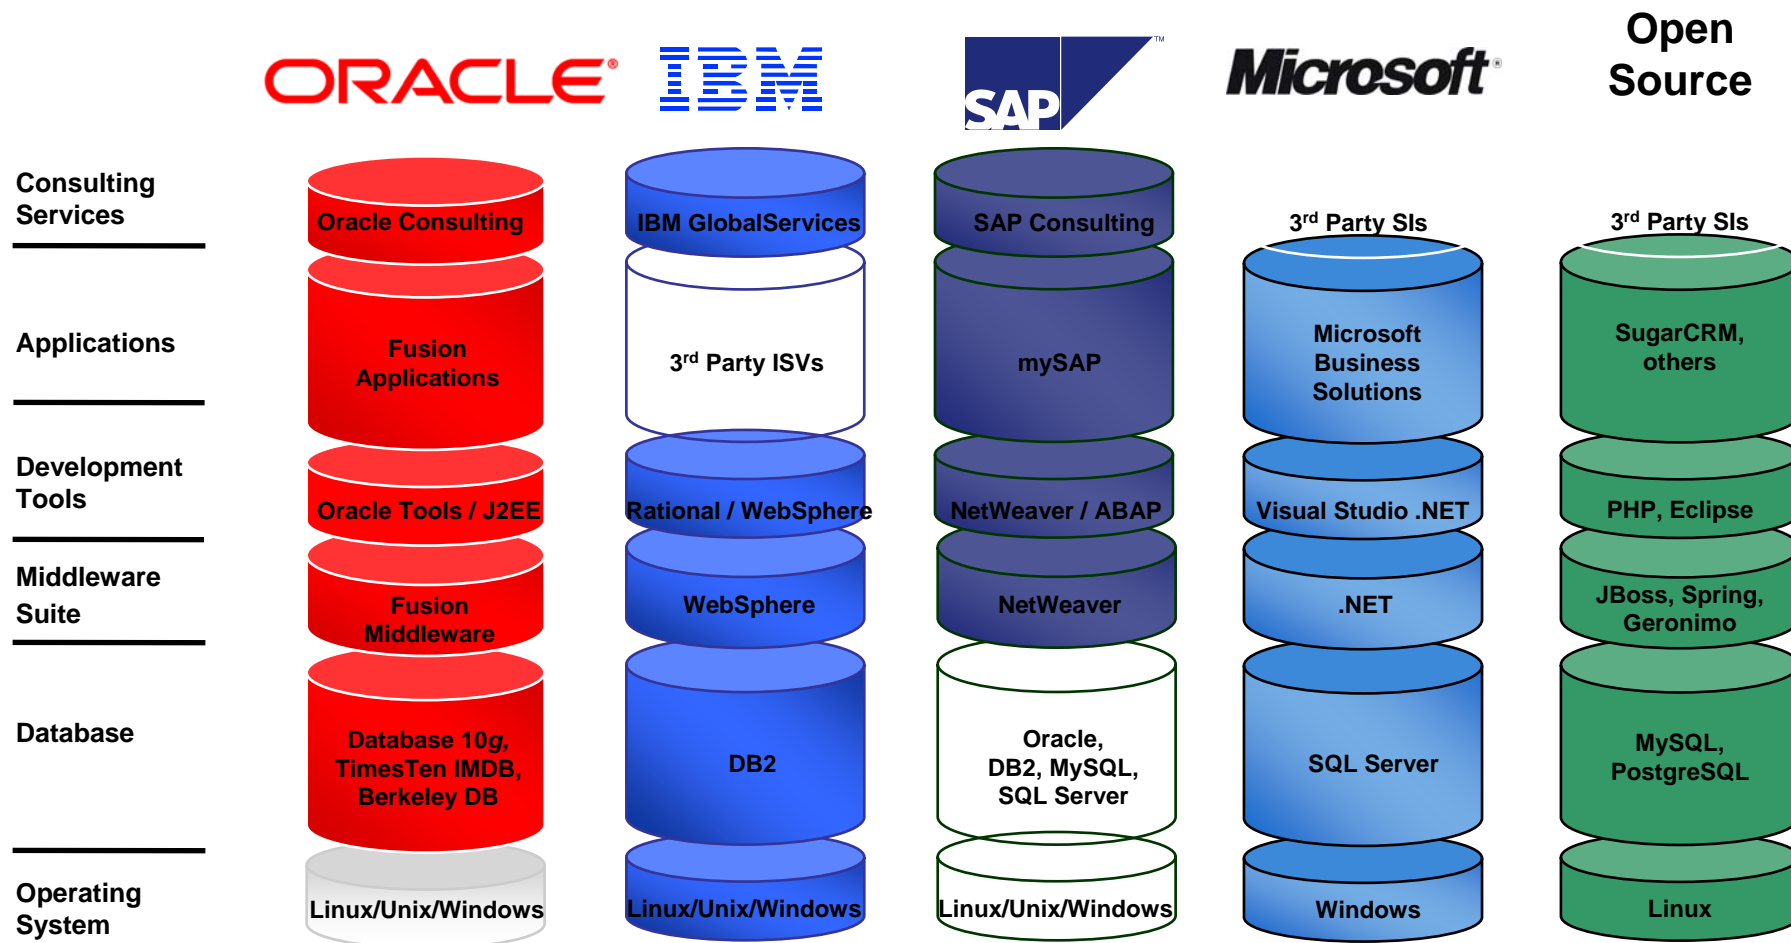 ORACLE®
IBM
SAP™
Microsoft®
Open
Source
Consulting
Services
Oracle Consulting
IBM GlobalServices
SAP Consulting
3rd Party SIs
3rd Party SIs
Applications
Fusion
Applications
3rd Party ISVs
mySAP
Microsoft
Business
Solutions
SugarCRM,
others
Development
Tools
Oracle Tools / J2EE
Rational / WebSphere
NetWeaver / ABAP
Visual Studio .NET
PHP, Eclipse
Middleware
Suite
Fusion
Middleware
WebSphere
NetWeaver
.NET
JBoss, Spring,
Geronimo
Database
Database 10g,
TimesTen IMDB,
Berkeley DB
DB2
Oracle,
DB2, MySQL,
SQL Server
SQL Server
MySQL,
PostgreSQL
Operating
System
Linux/Unix/Windows
Linux/Unix/Windows
Linux/Unix/Windows
Windows
Linux